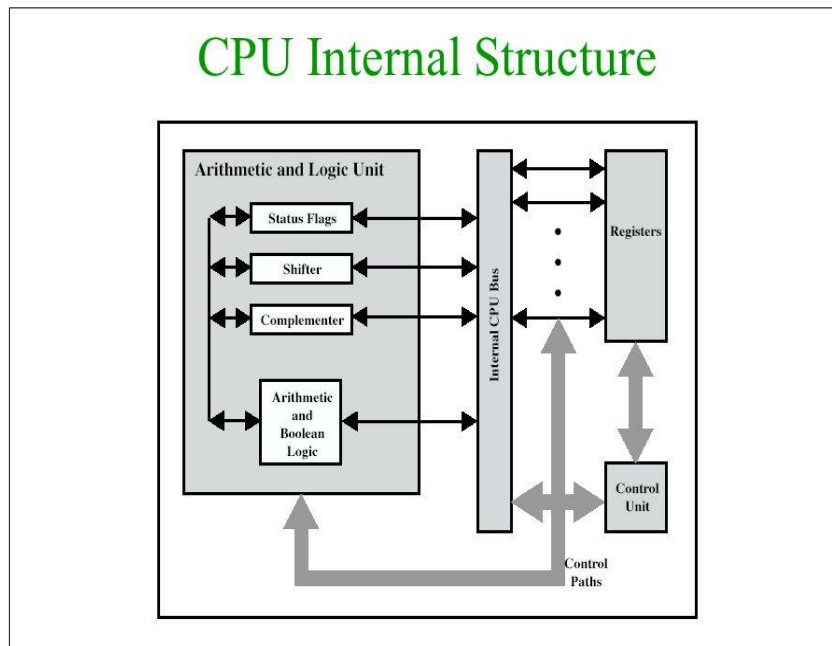 CPU Internal Structure
Arithmetic and Logic Unit
Status Flags
Shifter
Complementer
Arithmetic
and
Boolean
Logic
Internal CPU Bus
Registers
Control
Unit
Control
Paths